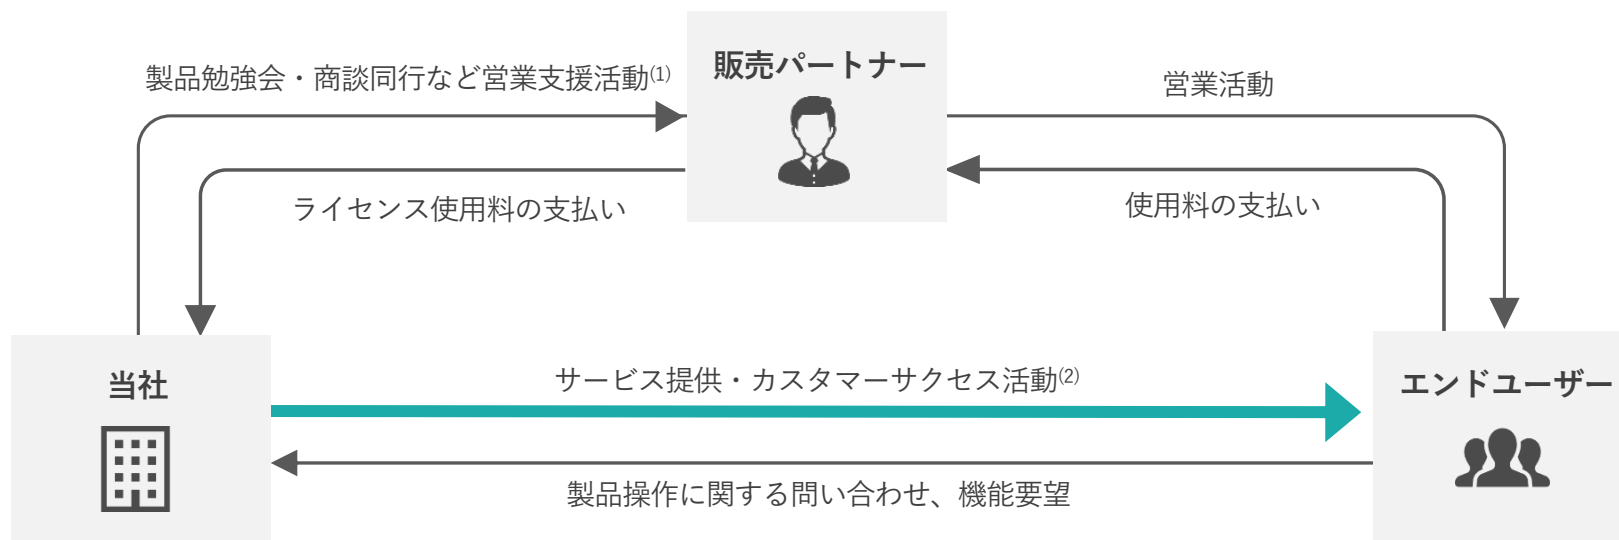 販売パートナー
製品勉強会・商談同行など営業支援活動(1)
営業活動
ライセンス使用料の支払い
使用料の支払い
当社
サービス提供・カスタマーサクセス活動(2)
エンドユーザー
製品操作に関する問い合わせ、機能要望